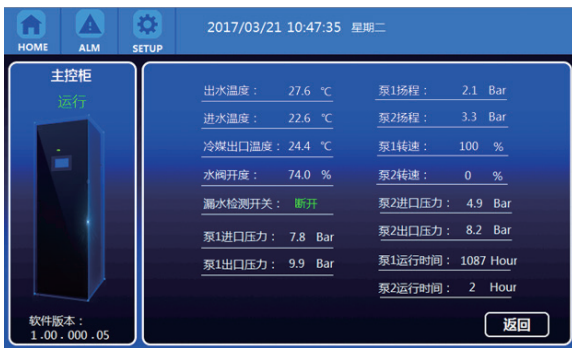 HOME ALM SETUP 2017/03/21 10:47:35 星期二
主控柜
运行
软件版本：
1.00.000.05
出水温度： 27.6 ℃
进水温度： 22.6 ℃
冷媒出口温度： 24.4 ℃
水阀开度： 74.0 %
漏水检测开关： 断开
泵1进口压力： 7.8 Bar
泵1出口压力： 9.9 Bar
泵1扬程： 2.1 Bar
泵2扬程： 3.3 Bar
泵1转速： 100 %
泵2转速： 0 %
泵2进口压力： 4.9 Bar
泵2出口压力： 8.2 Bar
泵1运行时间： 1087 Hour
泵2运行时间： 2 Hour
返回